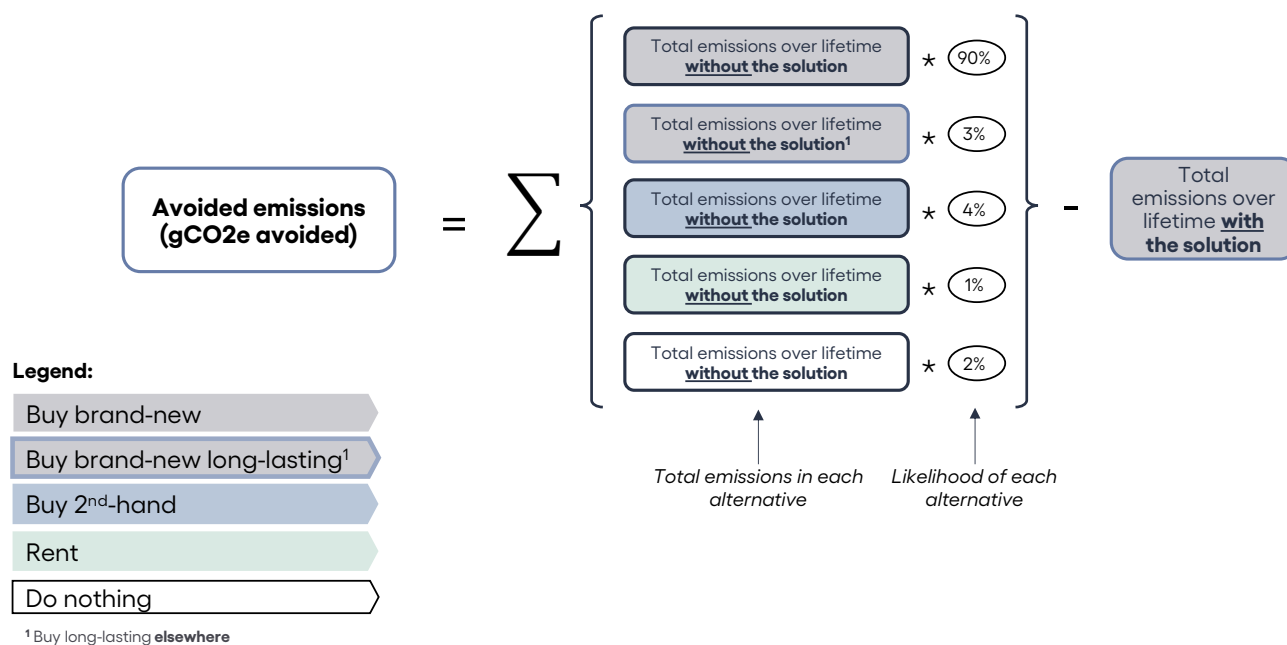 Avoided emissions
(gCO2e avoided)
=
∑
Total emissions over lifetime
without the solution
* 90%
Total emissions over lifetime
without the solution¹
* 3%
Total emissions over lifetime
without the solution
* 4%
Total emissions over lifetime
without the solution
* 1%
Total emissions over lifetime
without the solution
* 2%
-
Total
emissions over
lifetime with
the solution
Total emissions in each
alternative
Likelihood of each
alternative
Legend:
Buy brand-new
Buy brand-new long-lasting¹
Buy 2ⁿᵈ-hand
Rent
Do nothing
¹ Buy long-lasting elsewhere